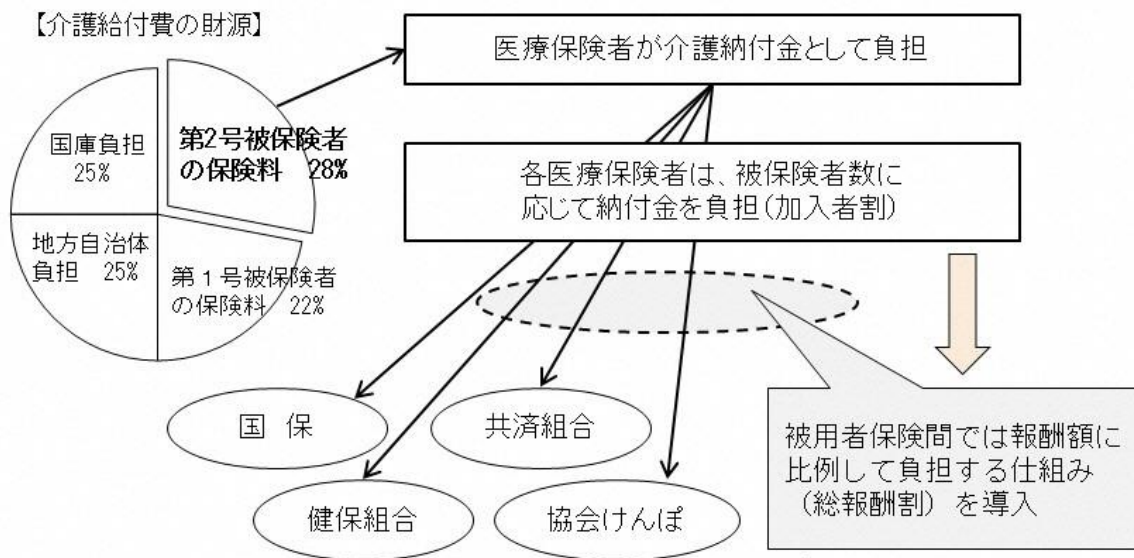 【介護給付費の財源】
国庫負担
25%
第2号被保険者
の保険料 28%
地方自治体
負担 25%
第1号被保険者
の保険料 22%
医療保険者が介護納付金として負担
各医療保険者は、被保険者数に
応じて納付金を負担(加入者割)
国 保
共済組合
健保組合
協会けんぽ
被用者保険間では報酬額に
比例して負担する仕組み
(総報酬割) を導入